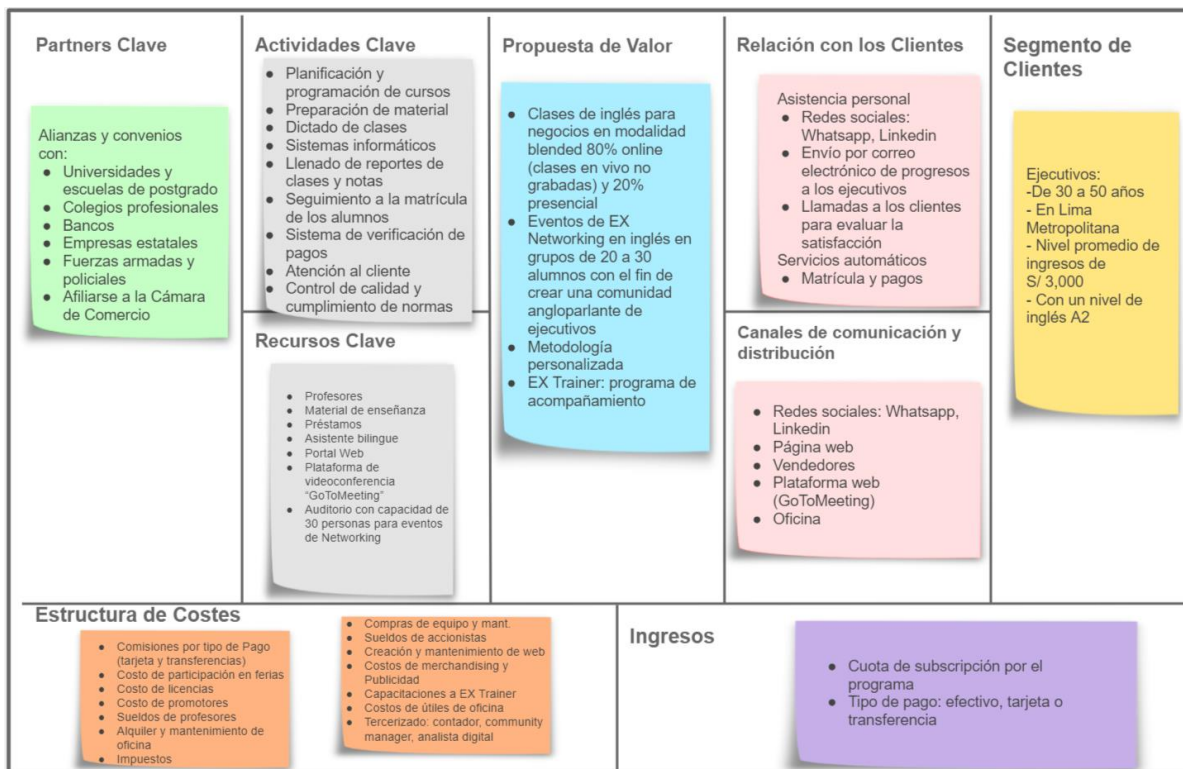 Partners Clave
Alianzas y convenios
con:
● Universidades y
escuelas de postgrado
● Colegios profesionales
● Bancos
● Empresas estatales
● Fuerzas armadas y
policiales
● Afiliarse a la Cámara
de Comercio
Actividades Clave
● Planificación y
programación de cursos
● Preparación de material
● Dictado de clases
● Sistemas informáticos
● Llenado de reportes de
clases y notas
● Seguimiento a la matrícula
de los alumnos
● Sistema de verificación de
pagos
● Atención al cliente
● Control de calidad y
cumplimiento de normas
Recursos Clave
● Profesores
● Material de enseñanza
● Préstamos
● Asistente bilingue
● Portal Web
● Plataforma de
videoconferencia
“GoToMeeting”
● Auditorio con capacidad de
30 personas para eventos
de Networking
Propuesta de Valor
● Clases de inglés para
negocios en modalidad
blended 80% online
(clases en vivo no
grabadas) y 20%
presencial
● Eventos de EX
Networking en inglés en
grupos de 20 a 30
alumnos con el fin de
crear una comunidad
angloparlante de
ejecutivos
● Metodología
personalizada
● EX Trainer: programa de
acompañamiento
Relación con los Clientes
Asistencia personal
● Redes sociales:
Whatsapp, Linkedin
● Envío por correo
electrónico de progresos
a los ejecutivos
● Llamadas a los clientes
para evaluar la
satisfacción
Servicios automáticos
● Matrícula y pagos
Canales de comunicación y
distribución
● Redes sociales: Whatsapp,
Linkedin
● Página web
● Vendedores
● Plataforma web
(GoToMeeting)
● Oficina
Segmento de
Clientes
Ejecutivos:
-De 30 a 50 años
- En Lima
Metropolitana
- Nivel promedio de
ingresos de
S/ 3,000
- Con un nivel de
inglés A2
Estructura de Costes
● Comisiones por tipo de Pago
(tarjeta y transferencias)
● Costo de participación en ferias
● Costo de licencias
● Costo de promotores
● Sueldos de profesores
● Alquiler y mantenimiento de
oficina
● Impuestos
● Compras de equipo y mant.
● Sueldos de accionistas
● Creación y mantenimiento de web
● Costos de merchandising y
Publicidad
● Capacitaciones a EX Trainer
● Costos de útiles de oficina
● Tercerizado: contador, community
manager, analista digital
Ingresos
● Cuota de subscripción por el
programa
● Tipo de pago: efectivo, tarjeta o
transferencia